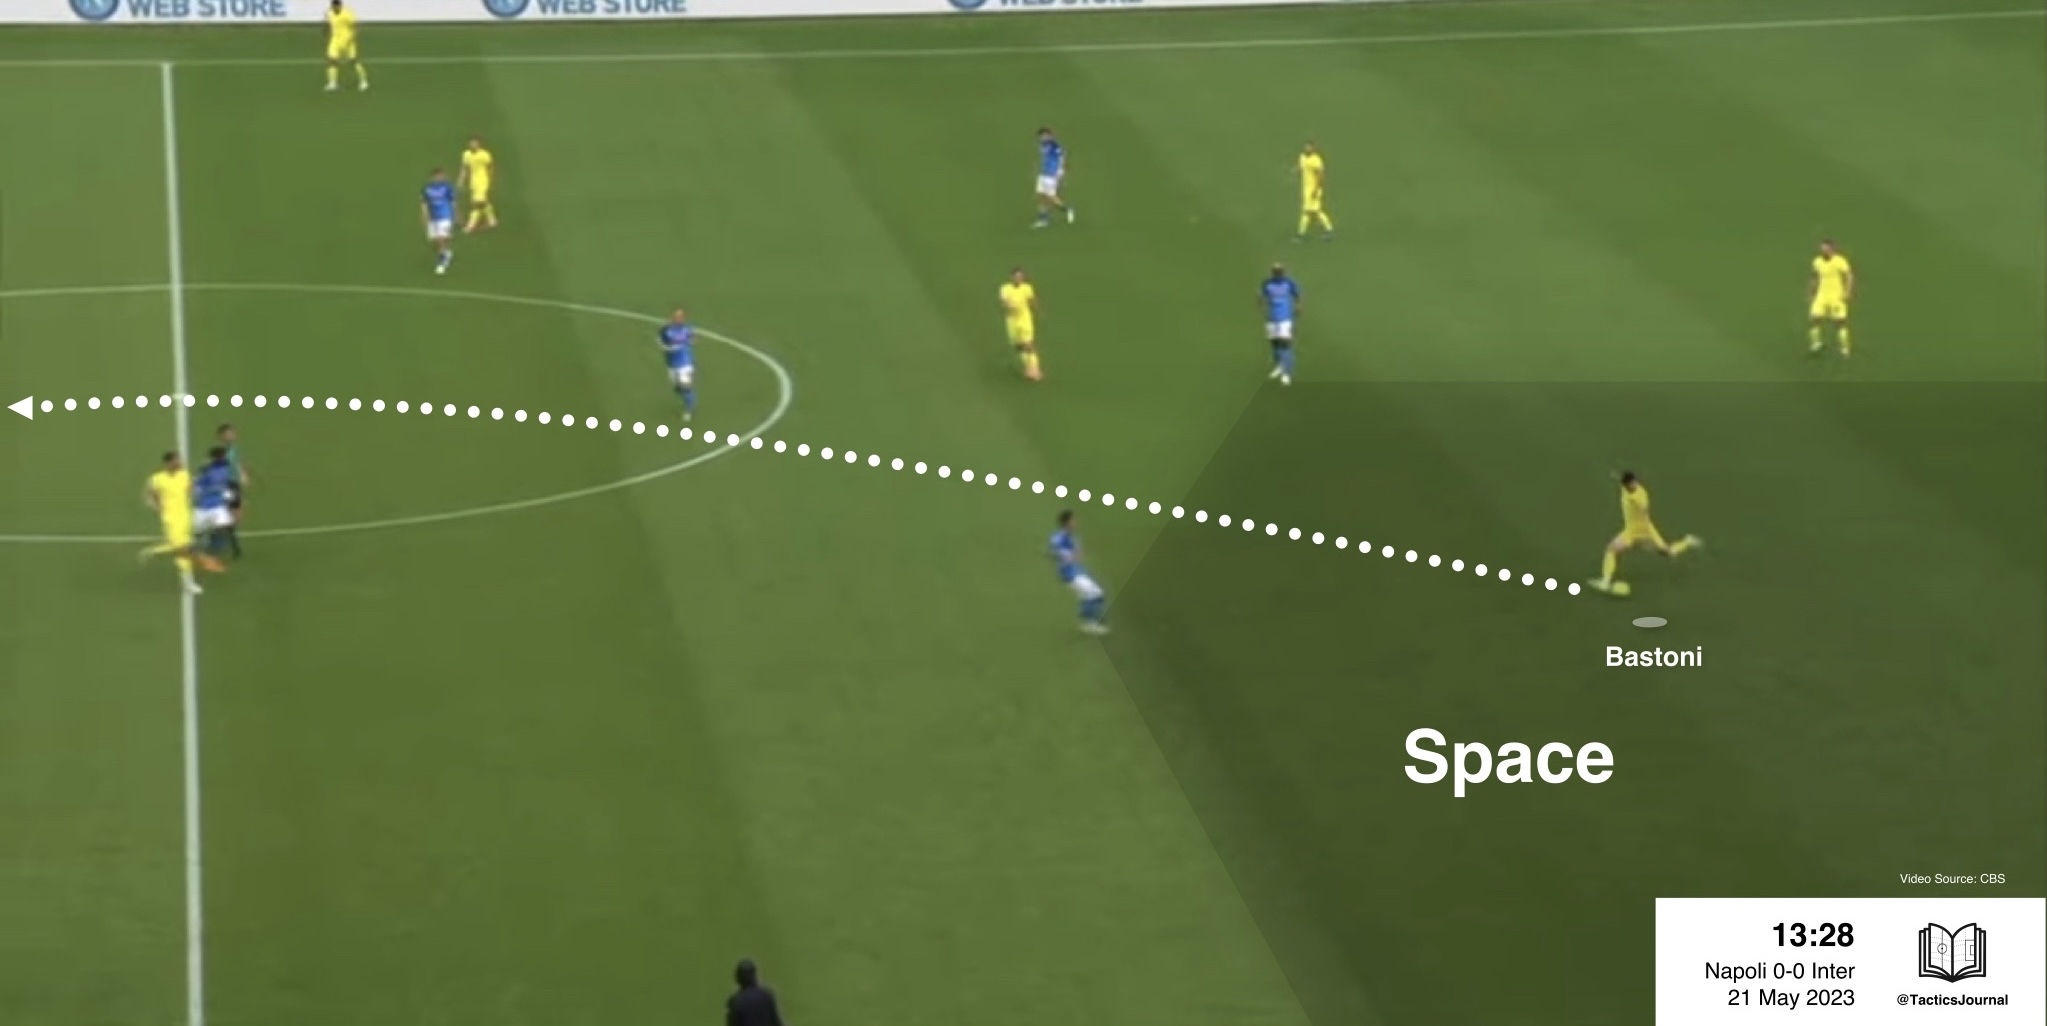 WEB STORE
WEB STORE
WEB STORE
Bastoni
Space
Video Source: CBS
13:28
Napoli 0-0 Inter
21 May 2023
@TacticsJournal